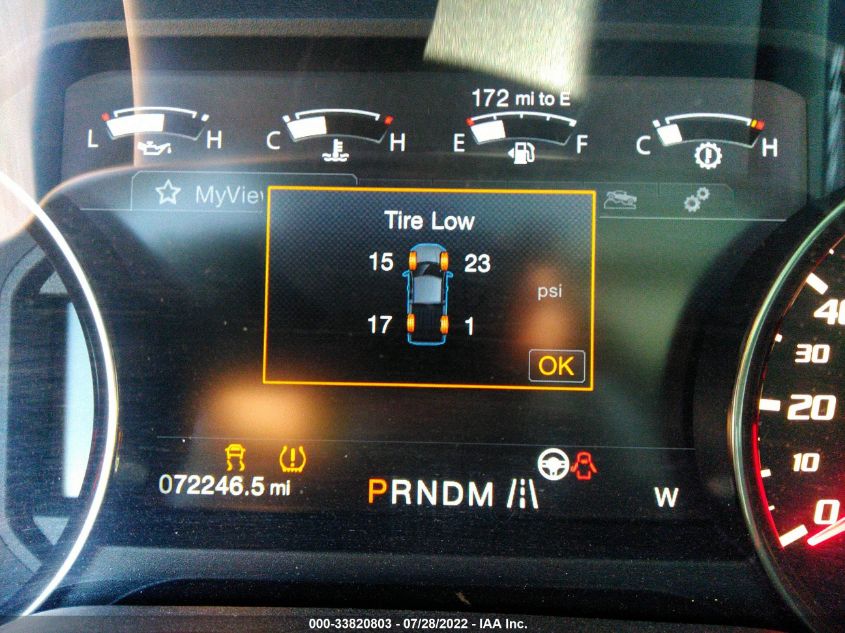 172 mi to E
L H C H E F C H
MyView
Tire Low
15 23
psi
17 1
OK
40
30
20
10
0
072246.5 mi
PRNDM
W
000-33820803 - 07/28/2022 - IAA Inc.